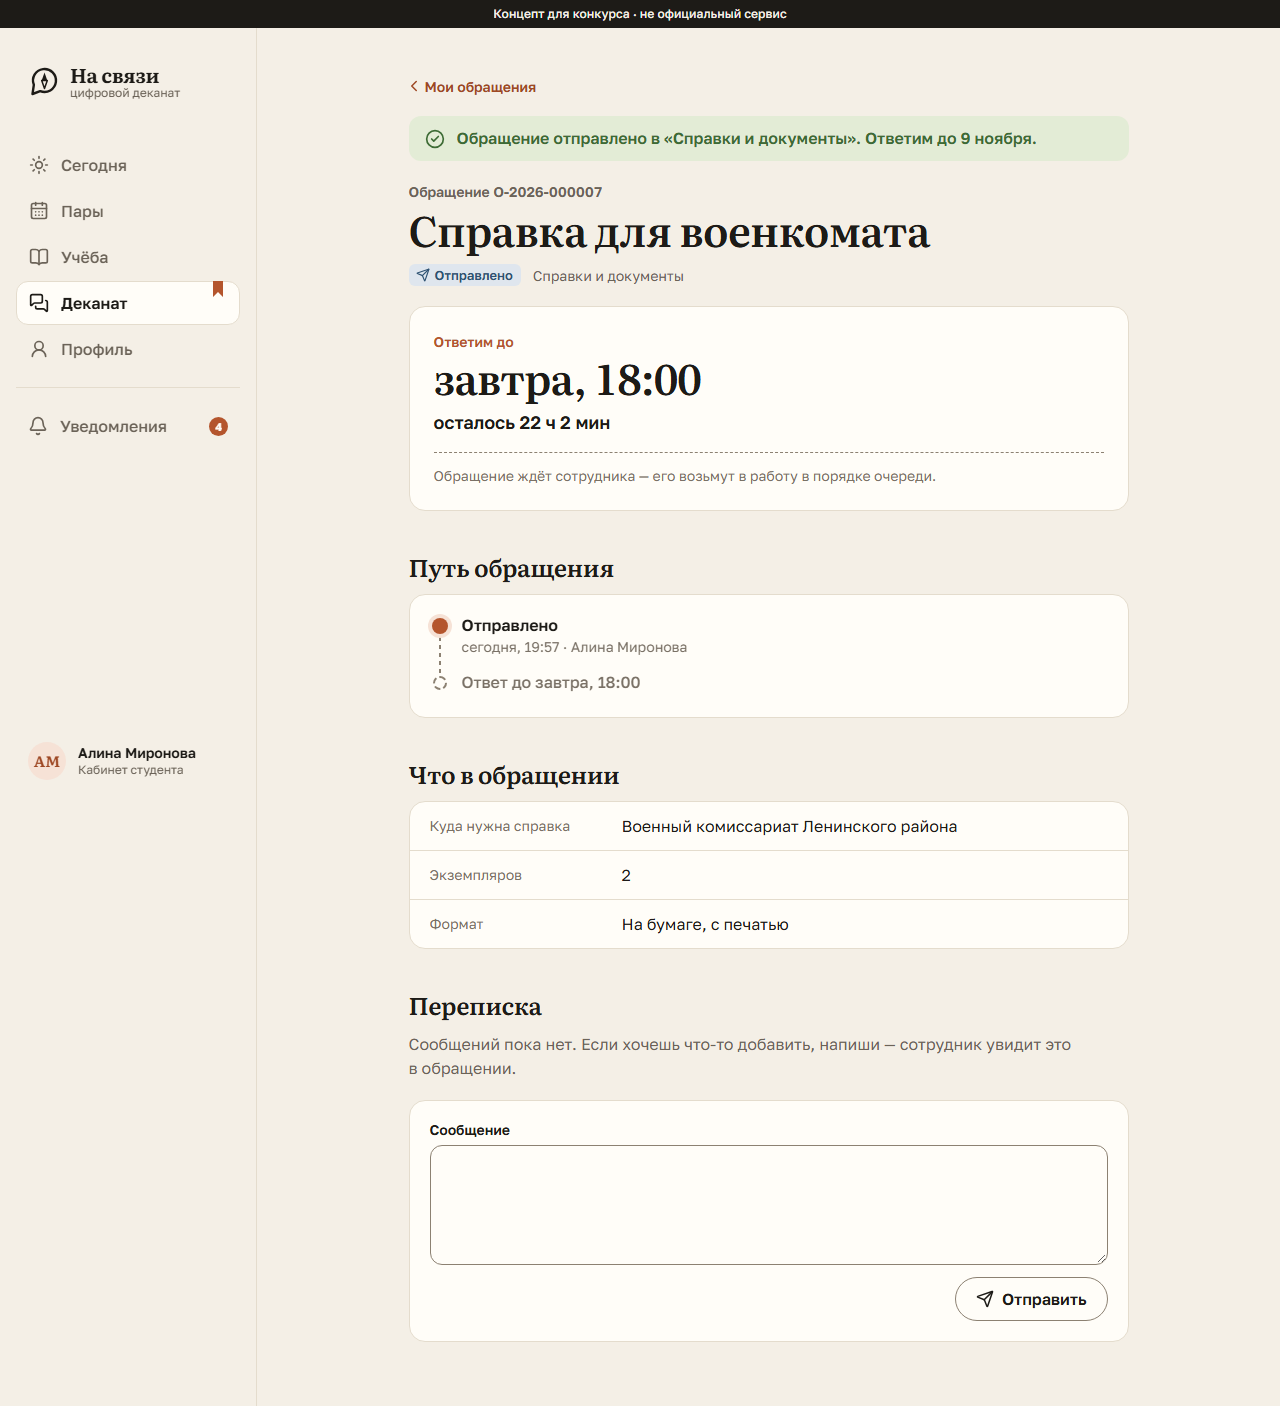 Концепт для конкурса · не официальный сервис
На связи
цифровой деканат
Сегодня
Пары
Учёба
Деканат
Профиль
Уведомления
4
АМ
Алина Миронова
Кабинет студента
Мои обращения
Обращение отправлено в «Справки и документы». Ответим до 9 ноября.
Обращение О-2026-000007
Справка для военкомата
Отправлено
Справки и документы
Ответим до
завтра, 18:00
осталось 22 ч 2 мин
Обращение ждёт сотрудника — его возьмут в работу в порядке очереди.
Путь обращения
Отправлено
сегодня, 19:57 · Алина Миронова
Ответ до завтра, 18:00
Что в обращении
Куда нужна справка
Военный комиссариат Ленинского района
Экземпляров
2
Формат
На бумаге, с печатью
Переписка
Сообщений пока нет. Если хочешь что-то добавить, напиши — сотрудник увидит это
в обращении.
Сообщение
Отправить